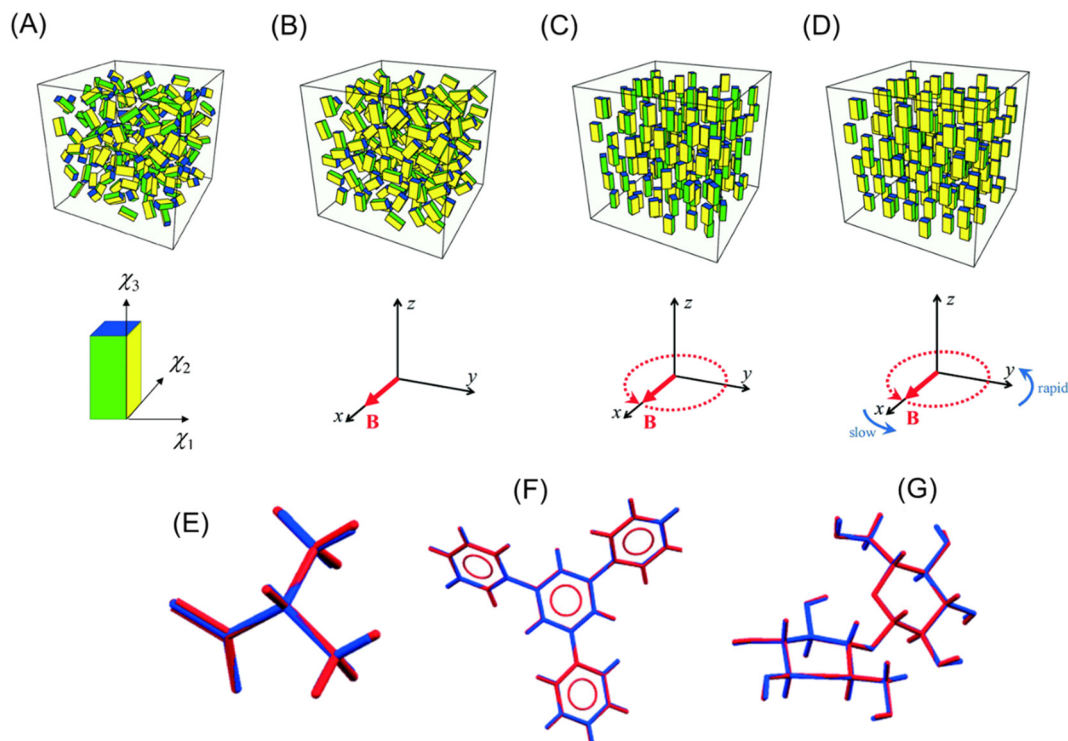 (A)
(B)
(C)
(D)
χ3
χ2
χ1
z
y
x
B
z
y
x
B
z
y
rapid
x
B
slow
(E)
(F)
(G)